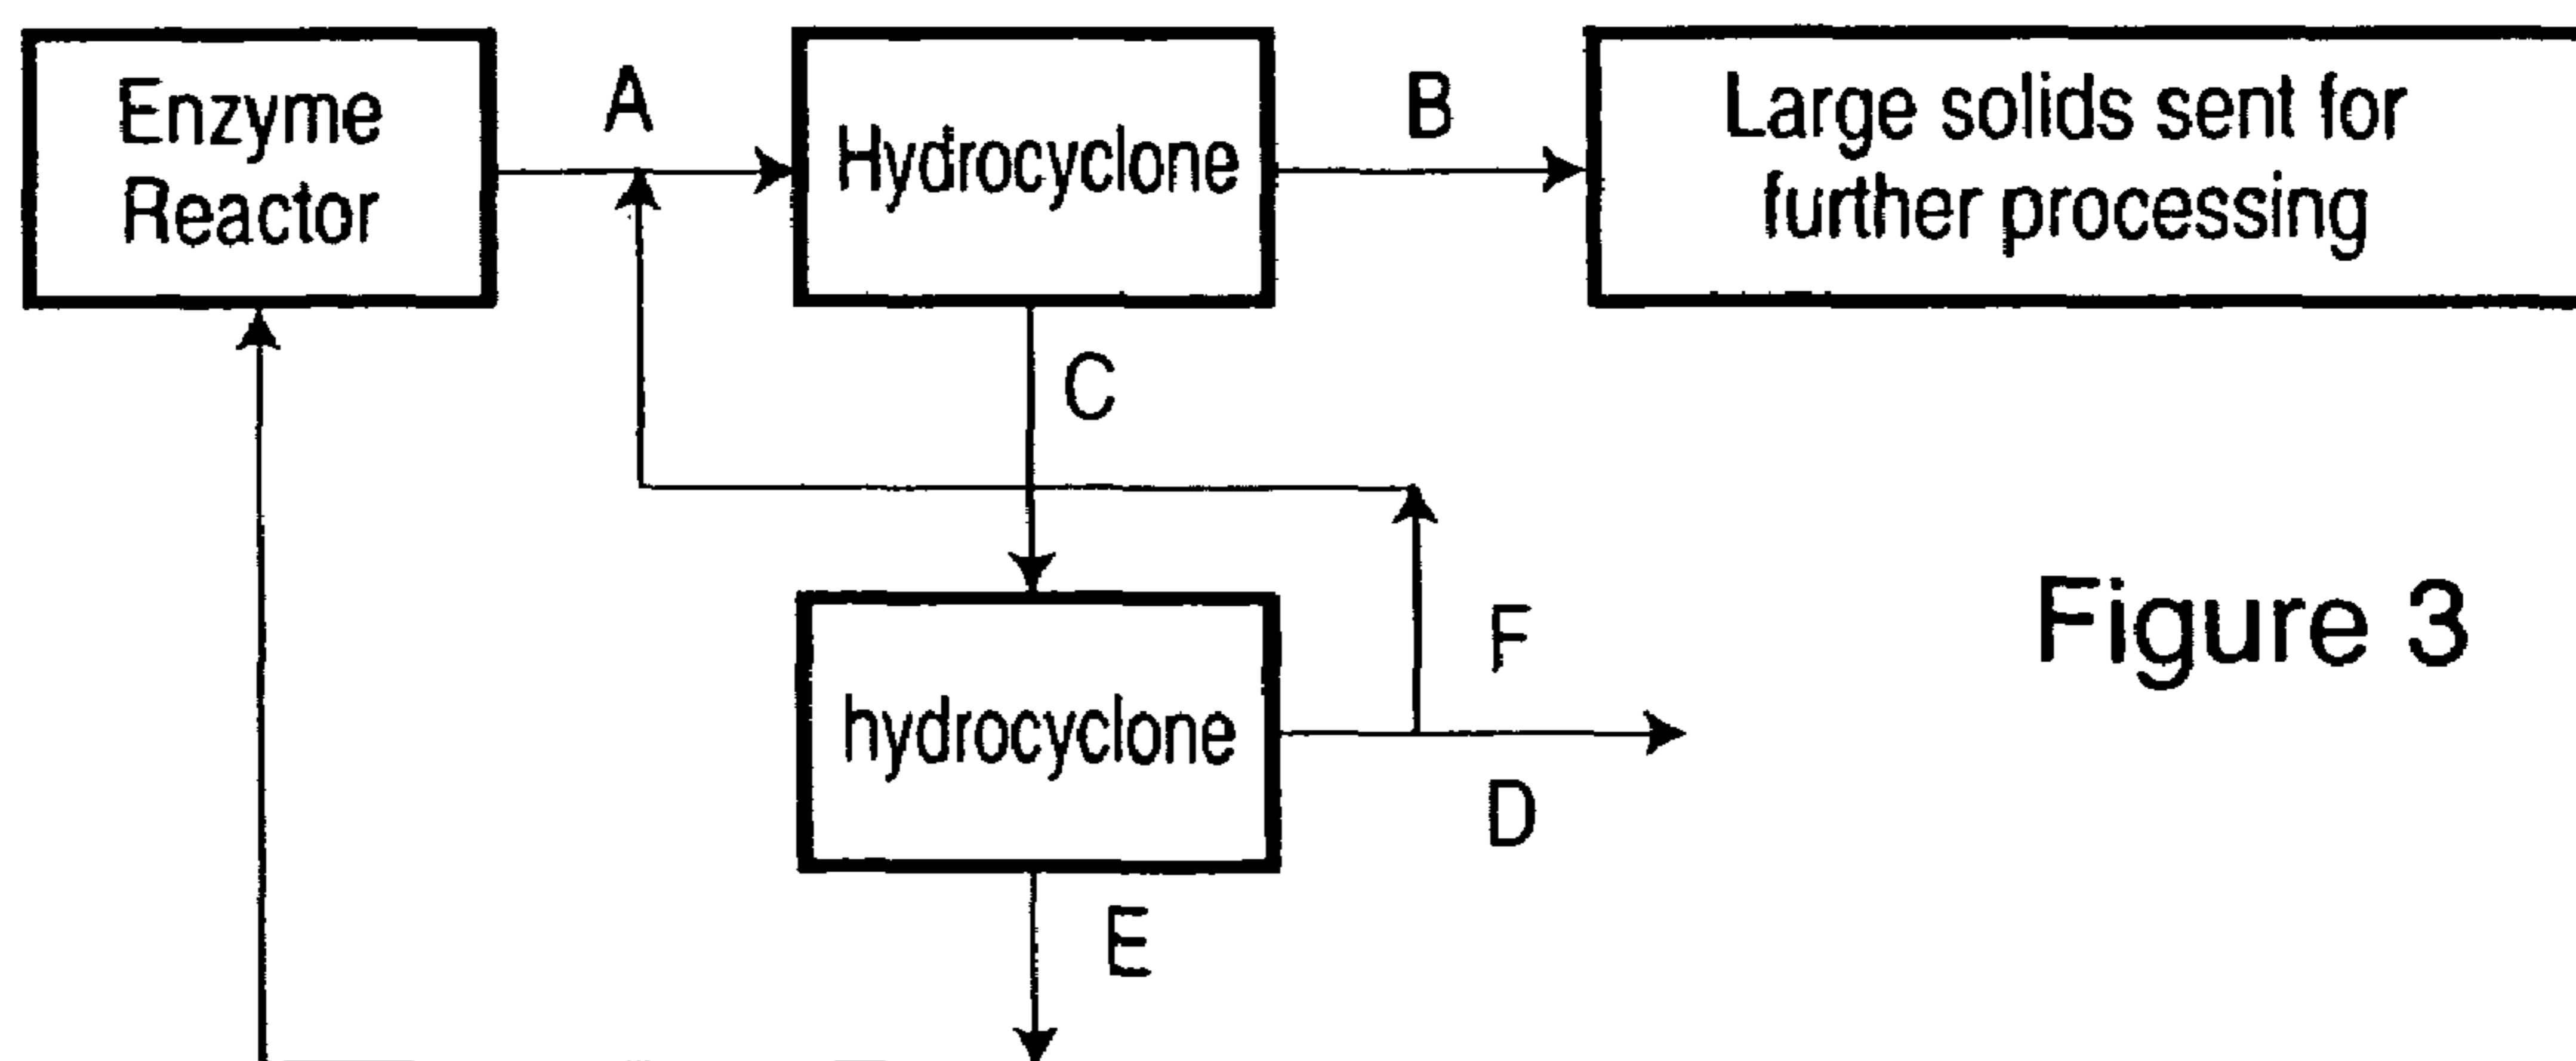 Enzyme
Reactor
A
Hydrocyclone
B
Large solids sent for
further processing
C
hydrocyclone
F
D
E
Figure 3